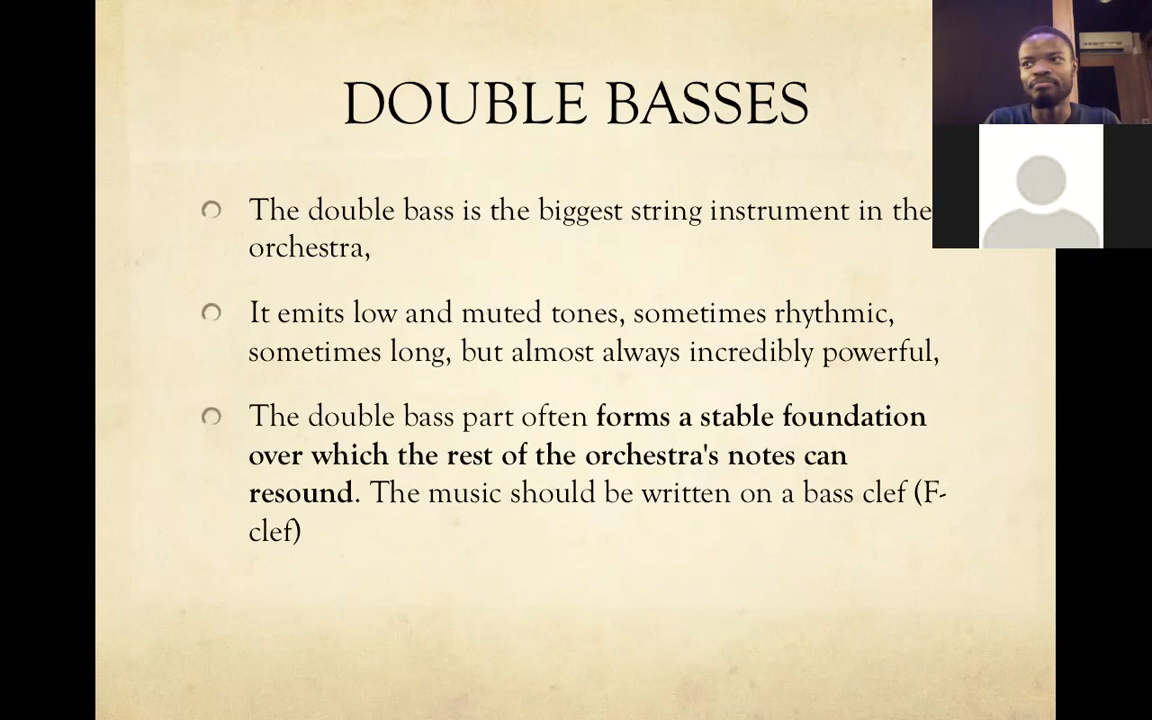 DOUBLE BASSES
The double bass is the biggest string instrument in the
orchestra,
It emits low and muted tones, sometimes rhythmic,
sometimes long, but almost always incredibly powerful,
The double bass part often forms a stable foundation
over which the rest of the orchestra's notes can
resound. The music should be written on a bass clef (F-
clef)